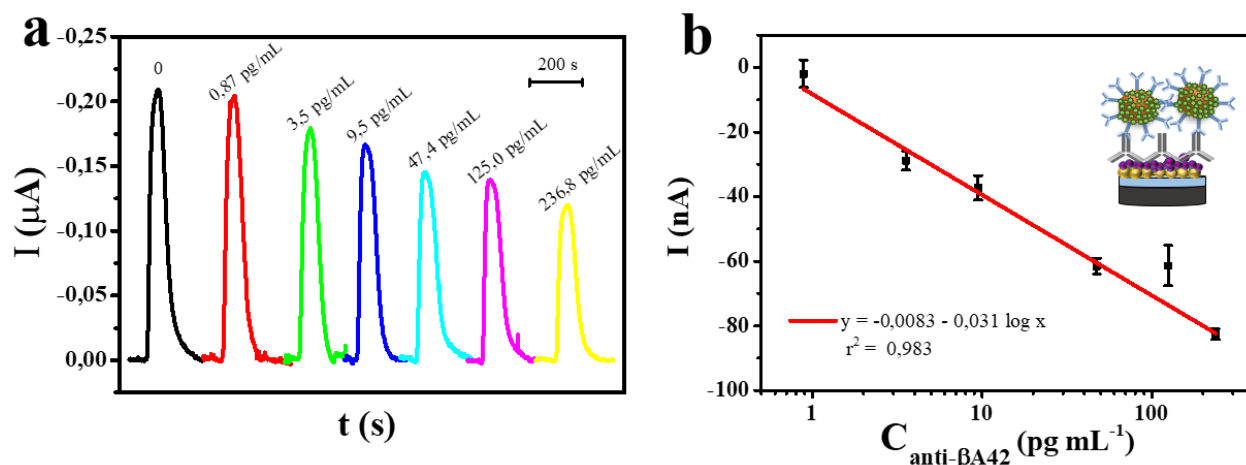 a
-0,25
-0,20
-0,15
-0,10
-0,05
0,00
I (µA)
0
0,87 pg/mL
3,5 pg/mL
9,5 pg/mL
47,4 pg/mL
125,0 pg/mL
236,8 pg/mL
200 s
t (s)
b
0
-20
-40
-60
-80
-100
I (nA)
y = -0,0083 - 0,031 log x
r² = 0,983
1
10
100
C anti-βA42 (pg mL⁻¹)